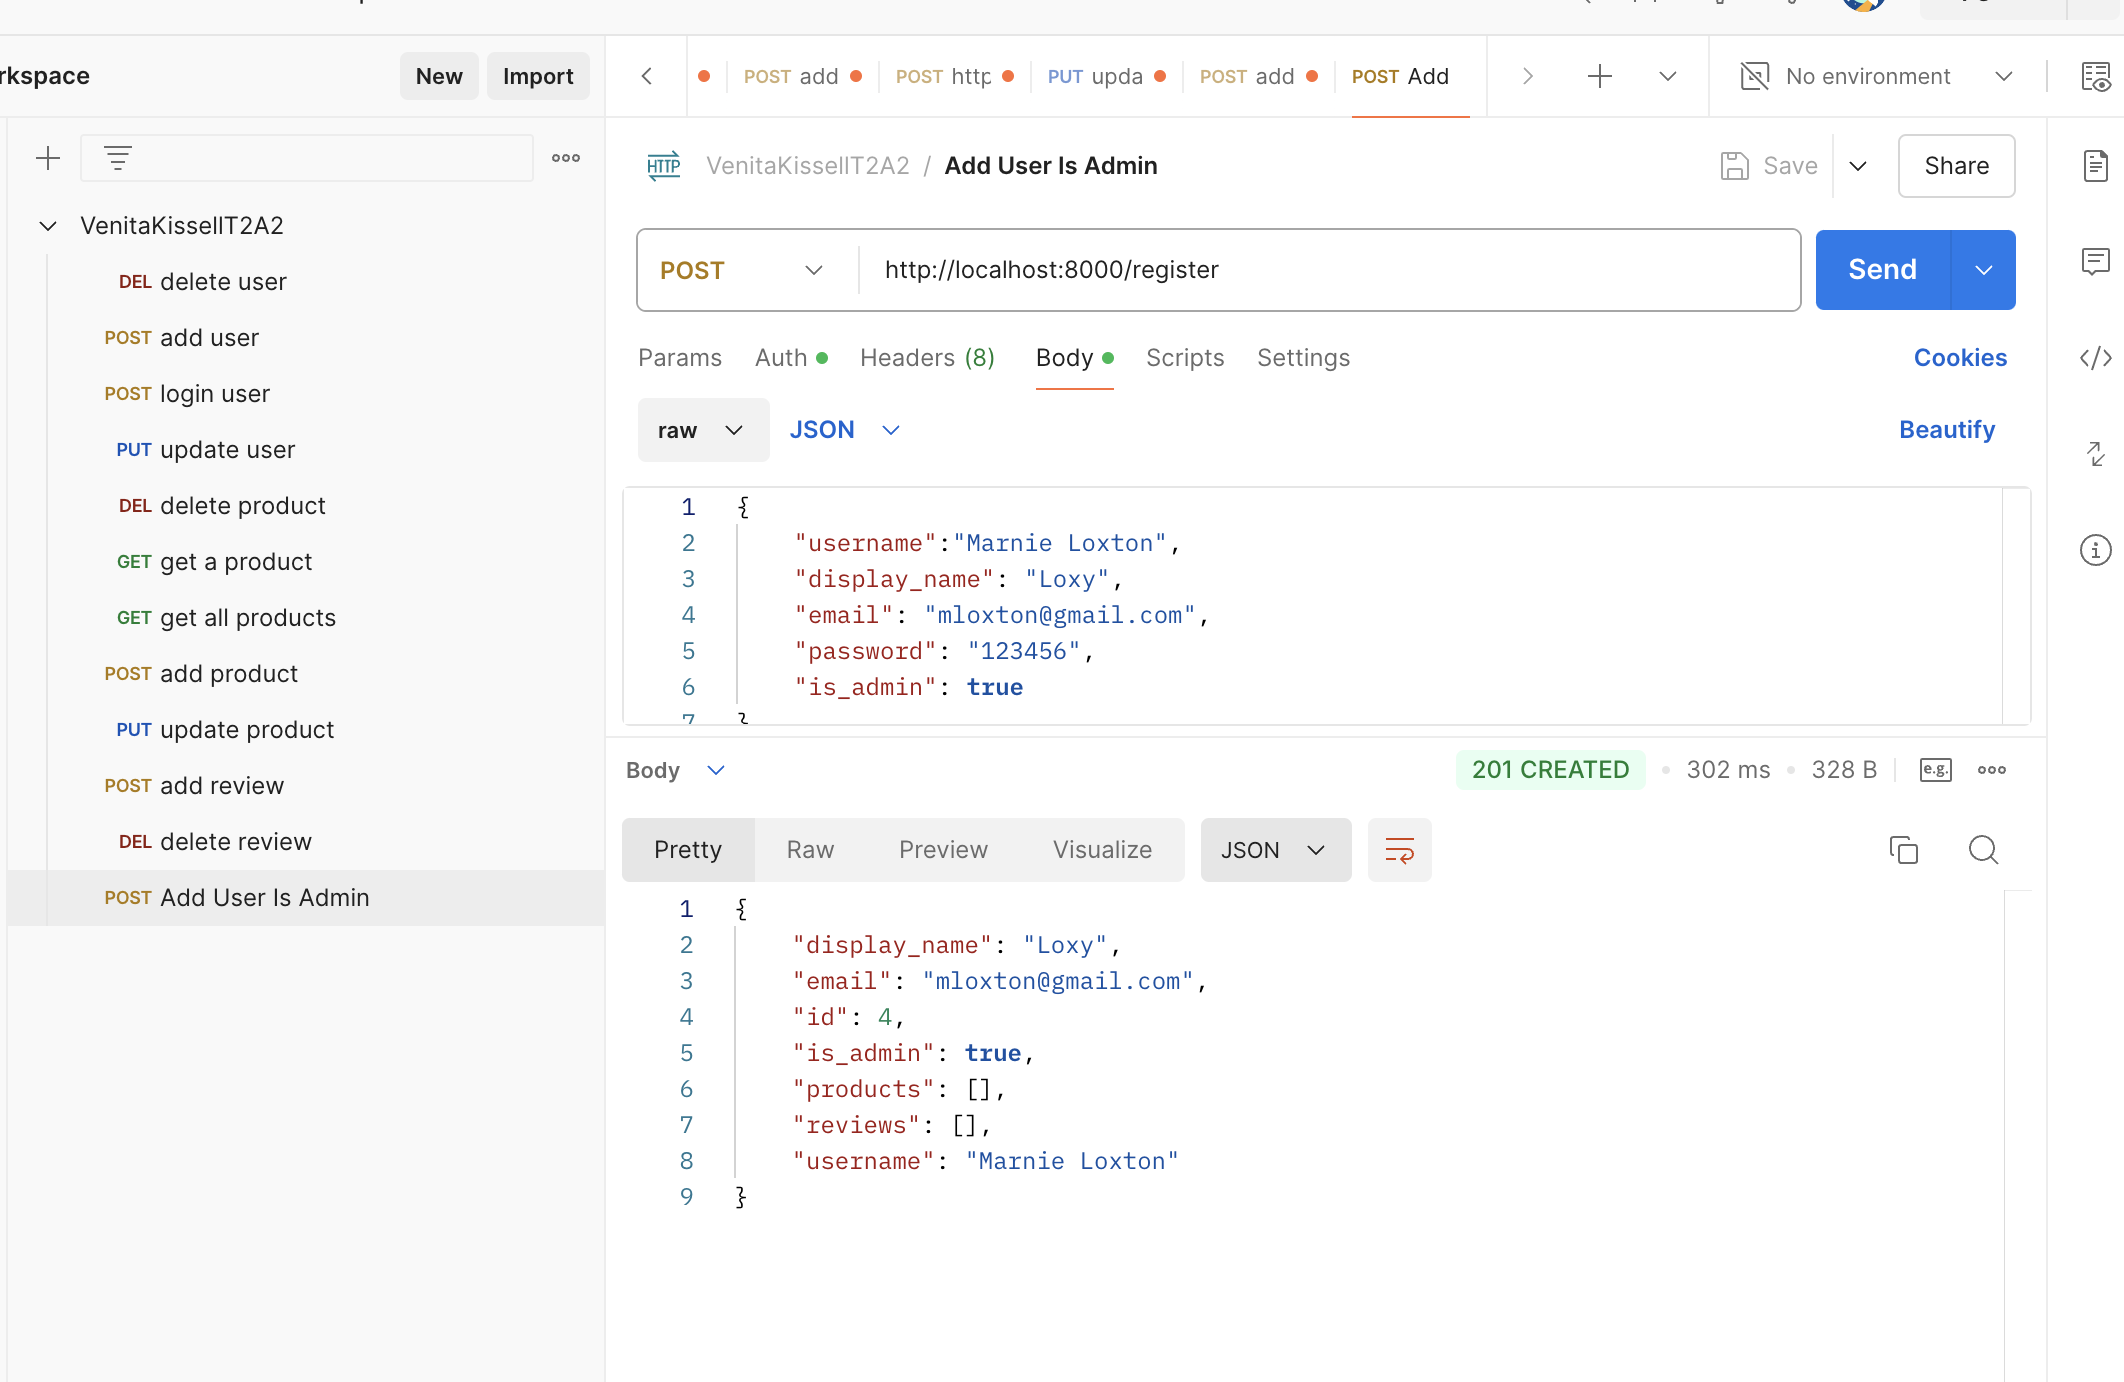 rkspace
New
Import
POST add
POST http
PUT upda
POST add
POST Add
No environment
HTTP
VenitaKissellT2A2 / Add User Is Admin
Save
Share
VenitaKissellT2A2
DEL delete user
POST add user
POST login user
PUT update user
DEL delete product
GET get a product
GET get all products
POST add product
PUT update product
POST add review
DEL delete review
POST Add User Is Admin
POST
http://localhost:8000/register
Send
Params
Auth
Headers (8)
Body
Scripts
Settings
Cookies
raw
JSON
Beautify
1 {
2 "username":"Marnie Loxton",
3 "display_name": "Loxy",
4 "email": "mloxton@gmail.com",
5 "password": "123456",
6 "is_admin": true
7 }
Body
201 CREATED
302 ms
328 B
e.g.
Pretty
Raw
Preview
Visualize
JSON
1 {
2 "display_name": "Loxy",
3 "email": "mloxton@gmail.com",
4 "id": 4,
5 "is_admin": true,
6 "products": [],
7 "reviews": [],
8 "username": "Marnie Loxton"
9 }